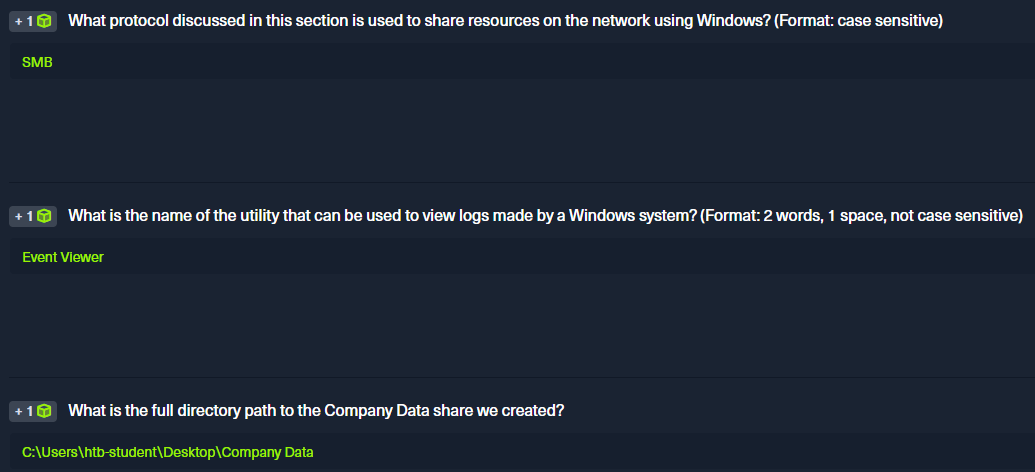 + 1 What protocol discussed in this section is used to share resources on the network using Windows? (Format: case sensitive)
SMB
+ 1 What is the name of the utility that can be used to view logs made by a Windows system? (Format: 2 words, 1 space, not case sensitive)
Event Viewer
+ 1 What is the full directory path to the Company Data share we created?
C:\Users\htb-student\Desktop\Company Data